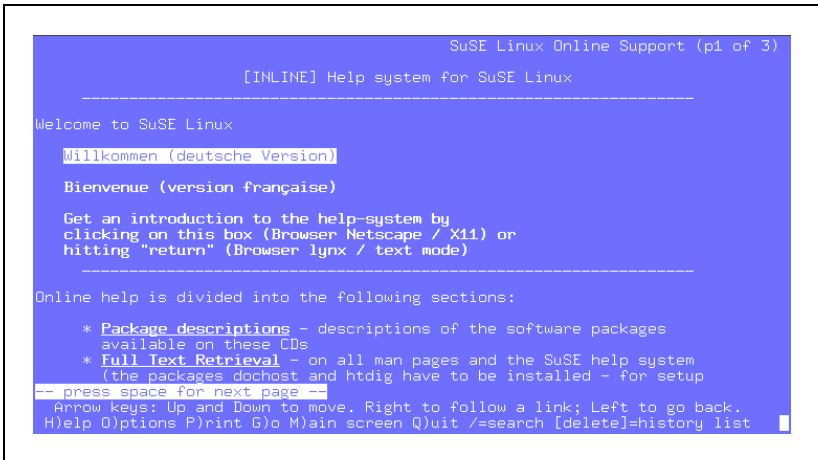 SuSE Linux Online Support (p1 of 3)
[INLINE] Help system for SuSE Linux
Welcome to SuSE Linux
Willkommen (deutsche Version)
Bienvenue (version française)
Get an introduction to the help-system by
clicking on this box (Browser Netscape / X11) or
hitting "return" (Browser lynx / text mode)
Online help is divided into the following sections:
* Package descriptions - descriptions of the software packages
available on these CDs
* Full Text Retrieval - on all man pages and the SuSE help system
(the packages dochost and htdig have to be installed - for setup
-- press space for next page --
Arrow keys: Up and Down to move. Right to follow a link; Left to go back.
H)elp O)ptions P)rint G)o M)ain screen Q)uit /=search [delete]=history list